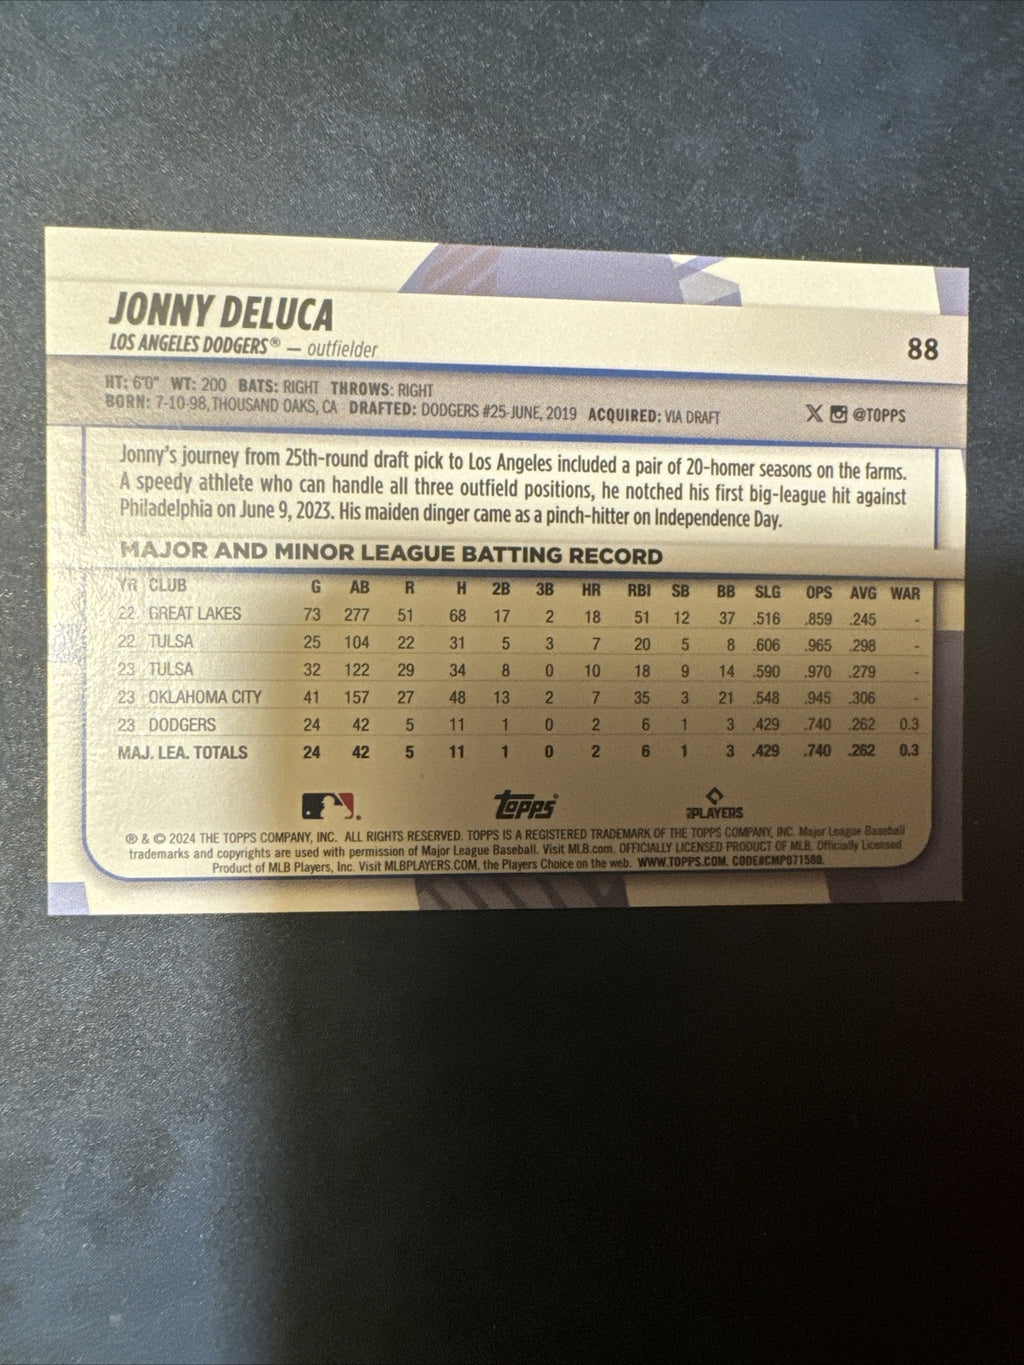 JONNY DELUCA
LOS ANGELES DODGERS® — outfielder
88
HT: 6'0" WT: 200 BATS: RIGHT THROWS: RIGHT
BORN: 7-10-98, THOUSAND OAKS, CA DRAFTED: DODGERS #25-JUNE, 2019 ACQUIRED: VIA DRAFT
X @TOPPS
Jonny's journey from 25th-round draft pick to Los Angeles included a pair of 20-homer seasons on the farms.
A speedy athlete who can handle all three outfield positions, he notched his first big-league hit against
Philadelphia on June 9, 2023. His maiden dinger came as a pinch-hitter on Independence Day.
MAJOR AND MINOR LEAGUE BATTING RECORD
YR CLUB G AB R H 2B 3B HR RBI SB BB SLG OPS AVG WAR
22 GREAT LAKES 73 277 51 68 17 2 18 51 12 37 .516 .859 .245 -
22 TULSA 25 104 22 31 5 3 7 20 5 8 .606 .965 .298 -
23 TULSA 32 122 29 34 8 0 10 18 9 14 .590 .970 .279 -
23 OKLAHOMA CITY 41 157 27 48 13 2 7 35 3 21 .548 .945 .306 -
23 DODGERS 24 42 5 11 1 0 2 6 1 3 .429 .740 .262 0.3
MAJ. LEA. TOTALS 24 42 5 11 1 0 2 6 1 3 .429 .740 .262 0.3
Topps
PLAYERS
® & © 2024 THE TOPPS COMPANY, INC. ALL RIGHTS RESERVED. TOPPS IS A REGISTERED TRADEMARK OF THE TOPPS COMPANY, INC. Major League Baseball
trademarks and copyrights are used with permission of Major League Baseball. Visit MLB.com. OFFICIALLY LICENSED PRODUCT OF MLB. Officially Licensed
Product of MLB Players, Inc. Visit MLBPLAYERS.COM, the Players Choice on the web. WWW.TOPPS.COM. CODE#CMP071580.